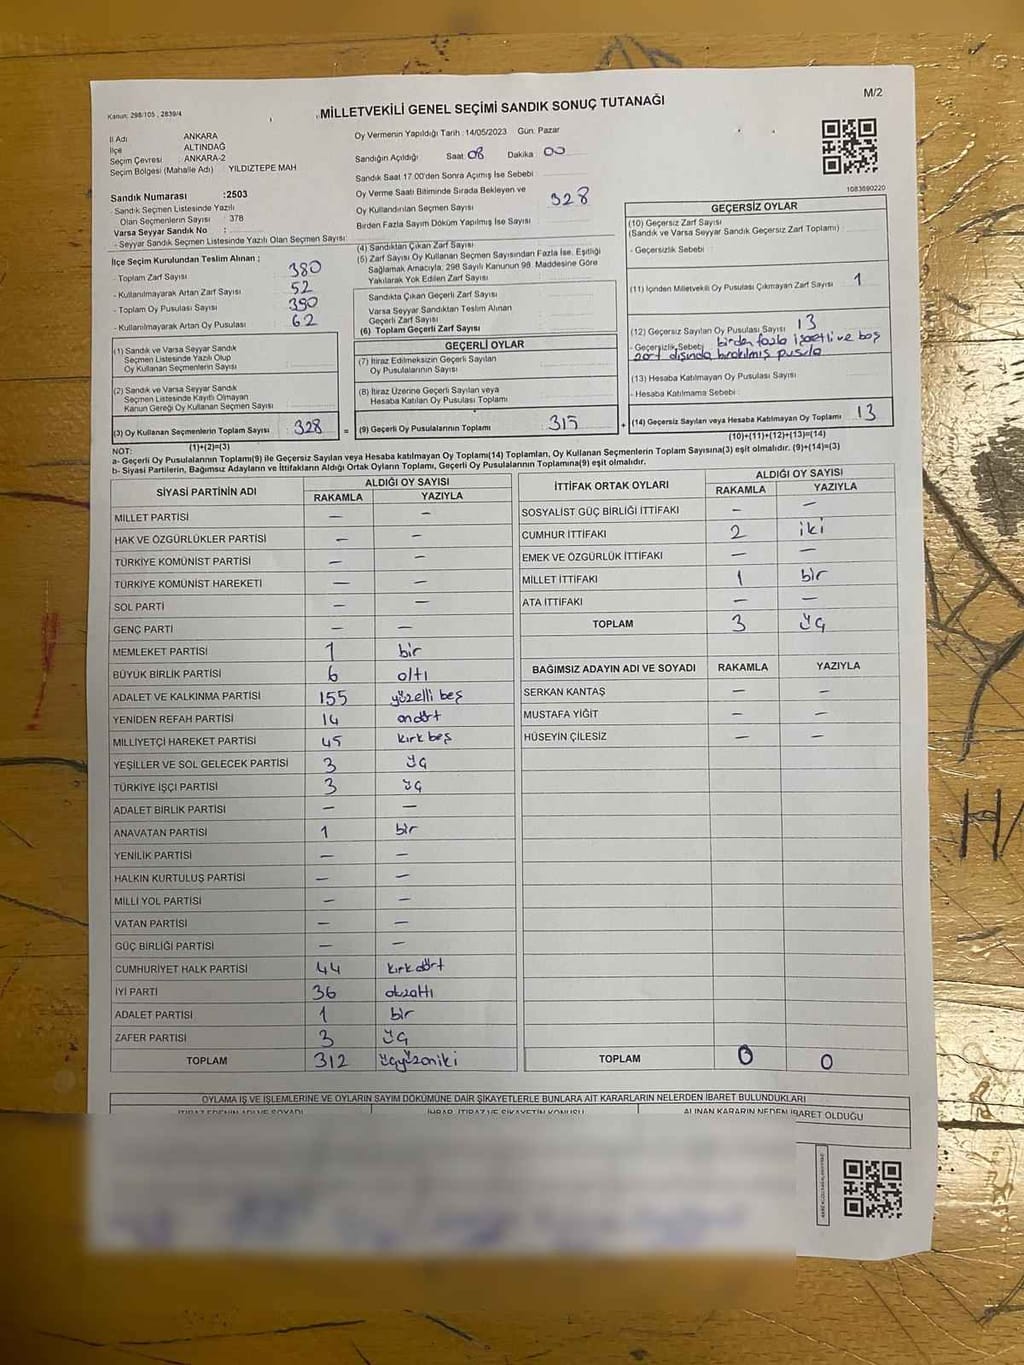 M/2
Kanun: 298/105 , 2839/4
MİLLETVEKİLİ GENEL SEÇİMİ SANDIK SONUÇ TUTANAĞI
İl Adı ANKARA
İlçe ALTINDAĞ
Seçim Çevresi ANKARA-2
Seçim Bölgesi (Mahalle Adı) YILDIZTEPE MAH
Sandık Numarası :2503
- Sandık Seçmen Listesinde Yazılı
Olan Seçmenlerin Sayısı : 378
Varsa Seyyar Sandık No :
- Seyyar Sandık Seçmen Listesinde Yazılı Olan Seçmen Sayısı:
Oy Vermenin Yapıldığı Tarih :14/05/2023 Gün: Pazar
Sandığın Açıldığı Saat 08 Dakika 00
Sandık Saat 17.00'den Sonra Açılmış İse Sebebi
Oy Verme Saati Bitiminde Sırada Bekleyen ve
Oy Kullandırılan Seçmen Sayısı 328
Birden Fazla Sayım Döküm Yapılmış İse Sayısı
1083690220
İlçe Seçim Kurulundan Teslim Alınan ;
- Toplam Zarf Sayısı 380
- Kullanılmayarak Artan Zarf Sayısı 52
- Toplam Oy Pusulası Sayısı 390
- Kullanılmayarak Artan Oy Pusulası 62
(4) Sandıktan Çıkan Zarf Sayısı
(5) Zarf Sayısı Oy Kullanan Seçmen Sayısından Fazla İse, Eşitliği
Sağlamak Amacıyla; 298 Sayılı Kanunun 98. Maddesine Göre
Yakılarak Yok Edilen Zarf Sayısı
Sandıkta Çıkan Geçerli Zarf Sayısı
Varsa Seyyar Sandıktan Teslim Alınan
Geçerli Zarf Sayısı
(6) Toplam Geçerli Zarf Sayısı
GEÇERSİZ OYLAR
(10) Geçersiz Zarf Sayısı
(Sandık ve Varsa Seyyar Sandık Geçersiz Zarf Toplamı)
- Geçersizlik Sebebi
(11) İçinden Milletvekili Oy Pusulası Çıkmayan Zarf Sayısı 1
(12) Geçersiz Sayılan Oy Pusulası Sayısı 13
- Geçersizlik Sebebi birden fazla işaretli ve boş
zarf dışında bırakılmış pusula
(13) Hesaba Katılmayan Oy Pusulası Sayısı
- Hesaba Katılmama Sebebi
(14) Geçersiz Sayılan veya Hesaba Katılmayan Oy Toplamı 13
(10)+(11)+(12)+(13)=(14)
(1) Sandık ve Varsa Seyyar Sandık
Seçmen Listesinde Yazılı Olup
Oy Kullanan Seçmenlerin Sayısı
(2) Sandık ve Varsa Seyyar Sandık
Seçmen Listesinde Kayıtlı Olmayan
Kanun Gereği Oy Kullanan Seçmen Sayısı
(3) Oy Kullanan Seçmenlerin Toplam Sayısı 328 =
(1)+(2)=(3)
GEÇERLİ OYLAR
(7) İtiraz Edilmeksizin Geçerli Sayılan
Oy Pusulasının Sayısı
(8) İtiraz Üzerine Geçerli Sayılan veya
Hesaba Katılan Oy Pusulası Toplamı
(9) Geçerli Oy Pusulalarının Toplamı 315 +
NOT:
a- Geçerli Oy Pusulalarının Toplamı(9) ile Geçersiz Sayılan veya Hesaba katılmayan Oy Toplamı(14) Toplamları, Oy Kullanan Seçmenlerin Toplam Sayısına(3) eşit olmalıdır. (9)+(14)=(3)
b- Siyasi Partilerin, Bağımsız Adayların ve İttifakların Aldığı Ortak Oyların Toplamı, Geçerli Oy Pusulalarının Toplamına(9) eşit olmalıdır.
SİYASİ PARTİNİN ADI ALDIĞI OY SAYISI
RAKAMLA YAZIYLA
MİLLET PARTİSİ — —
HAK VE ÖZGÜRLÜKLER PARTİSİ — —
TÜRKİYE KOMÜNİST PARTİSİ — —
TÜRKİYE KOMÜNİST HAREKETİ — —
SOL PARTİ — —
GENÇ PARTİ — —
MEMLEKET PARTİSİ 1 bir
BÜYÜK BİRLİK PARTİSİ 6 altı
ADALET VE KALKINMA PARTİSİ 155 yüzelli beş
YENİDEN REFAH PARTİSİ 14 ondört
MİLLİYETÇİ HAREKET PARTİSİ 45 kırk beş
YEŞİLLER VE SOL GELECEK PARTİSİ 3 üç
TÜRKİYE İŞÇİ PARTİSİ 3 üç
ADALET BİRLİK PARTİSİ — —
ANAVATAN PARTİSİ 1 bir
YENİLİK PARTİSİ — —
HALKIN KURTULUŞ PARTİSİ — —
MİLLİ YOL PARTİSİ — —
VATAN PARTİSİ — —
GÜÇ BİRLİĞİ PARTİSİ — —
CUMHURİYET HALK PARTİSİ 44 kırkdört
İYİ PARTİ 36 otuzaltı
ADALET PARTİSİ 1 bir
ZAFER PARTİSİ 3 üç
TOPLAM 312 üçyüzoniki
İTTİFAK ORTAK OYLARI ALDIĞI OY SAYISI
RAKAMLA YAZIYLA
SOSYALİST GÜÇ BİRLİĞİ İTTİFAKI — —
CUMHUR İTTİFAKI 2 iki
EMEK VE ÖZGÜRLÜK İTTİFAKI — —
MİLLET İTTİFAKI 1 bir
ATA İTTİFAKI — —
TOPLAM 3 üç
BAĞIMSIZ ADAYIN ADI VE SOYADI RAKAMLA YAZIYLA
SERKAN KANTAŞ — —
MUSTAFA YİĞİT — —
HÜSEYİN ÇİLESİZ — —
TOPLAM 0 0
OYLAMA İŞ VE İŞLEMLERİNE VE OYLARIN SAYIM DÖKÜMÜNE DAİR ŞİKAYETLERLE BUNLARA AİT KARARLARIN NELERDEN İBARET BULUNDUKLARI
İTİRAZ EDENİN ADI VE SOYADI İHBAR, İTİRAZ VE ŞİKAYETİN KONUSU ALINAN KARARIN NEDEN İBARET OLDUĞU